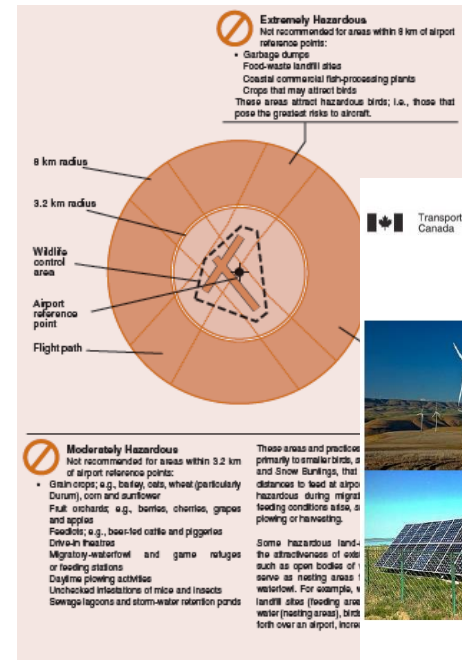 Extremely Hazardous
Not recommended for areas within 8 km of airport
reference points:
• Garbage dumps
Food-waste landfill sites
Coastal commercial fish-processing plants
Crops that may attract birds
These areas attract hazardous birds; i.e., those that
pose the greatest risks to aircraft.
8 km radius
3.2 km radius
Wildlife
control
area
Airport
reference
point
Flight path
Transport
Canada
Moderately Hazardous
Not recommended for areas within 3.2 km
of airport reference points:
• Grain crops; e.g., barley, oats, wheat (particularly
Durum), corn and sunflower
Fruit orchards; e.g., berries, cherries, grapes
and apples
Feedlots; e.g., beer-fed cattle and piggeries
Drive-in theatres
Migratory-waterfowl and game refuges
or feeding stations
Daytime plowing activities
Unchecked infestations of mice and insects
Sewage lagoons and storm-water retention ponds
These areas and practices
primarily to smaller birds,
and Snow Buntings, that
distances to feed at
hazardous during
feeding conditions arise,
plowing or harvesting.
Some hazardous
the attractiveness of
such as open bodies of
serve as nesting areas
waterfowl. For example,
landfill sites (feeding
water (nesting areas),
forth over an airport,